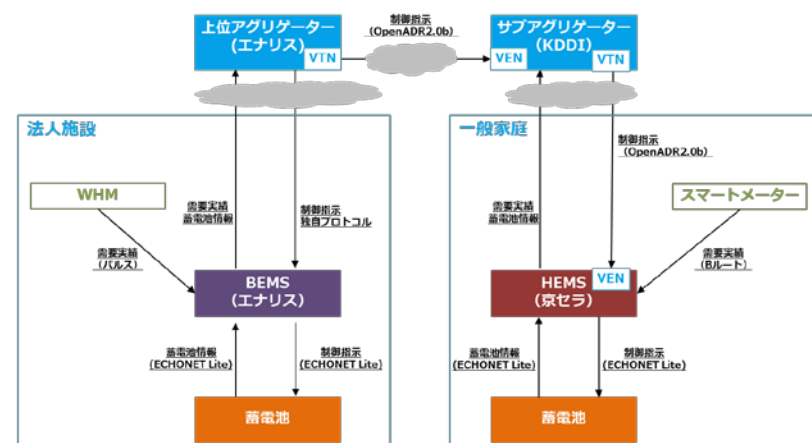 上位アグリゲーター
(エナリス)
VTN
制御指示
(OpenADR2.0b)
サブアグリゲーター
(KDDI)
VEN
VTN
法人施設
一般家庭
制御指示
(OpenADR2.0b)
WHM
需要実績
蓄電池情報
制御指示
独自プロトコル
需要実績
蓄電池情報
スマートメーター
需要実績
(パルス)
需要実績
(Bルート)
BEMS
(エナリス)
VEN
HEMS
(京セラ)
蓄電池情報
(ECHONET Lite)
制御指示
(ECHONET Lite)
蓄電池情報
(ECHONET Lite)
制御指示
(ECHONET Lite)
蓄電池
蓄電池